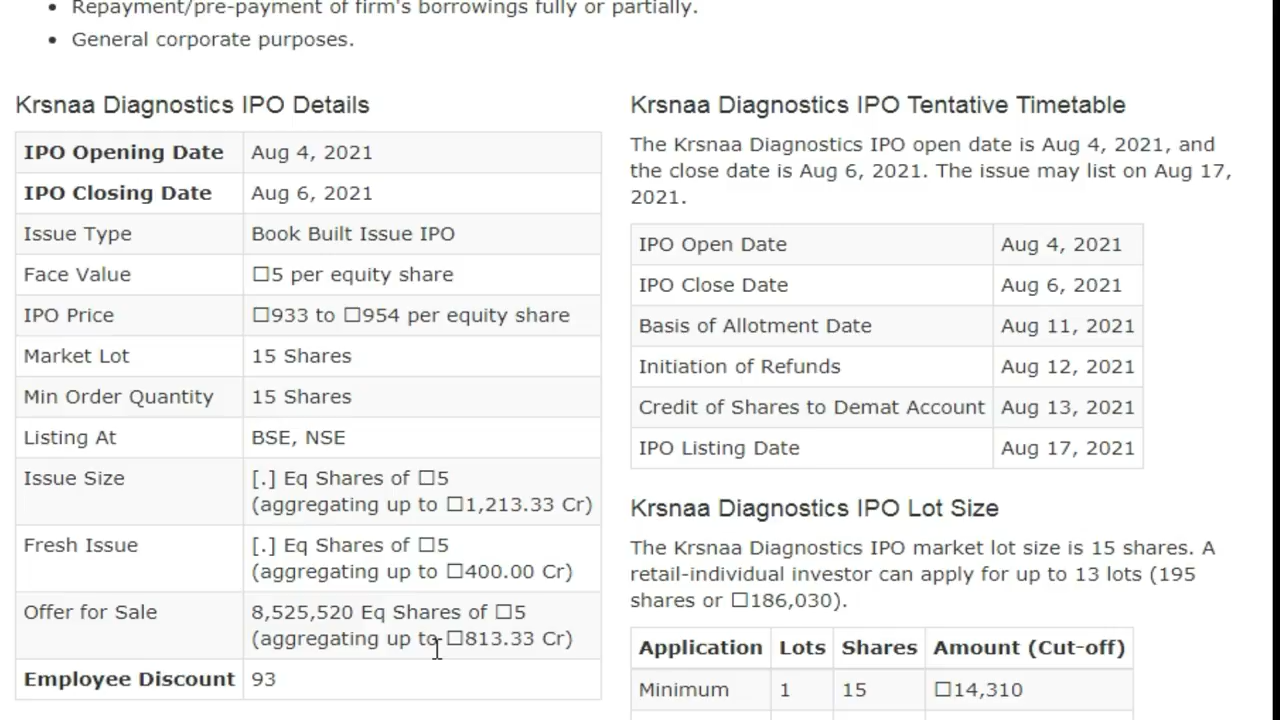 Repayment/pre-payment of firm's borrowings fully or partially.
General corporate purposes.
Krsnaa Diagnostics IPO Details
IPO Opening Date Aug 4, 2021
IPO Closing Date Aug 6, 2021
Issue Type Book Built Issue IPO
Face Value □5 per equity share
IPO Price □933 to □954 per equity share
Market Lot 15 Shares
Min Order Quantity 15 Shares
Listing At BSE, NSE
Issue Size [.] Eq Shares of □5
(aggregating up to □1,213.33 Cr)
Fresh Issue [.] Eq Shares of □5
(aggregating up to □400.00 Cr)
Offer for Sale 8,525,520 Eq Shares of □5
(aggregating up to □813.33 Cr)
Employee Discount 93
Krsnaa Diagnostics IPO Tentative Timetable
The Krsnaa Diagnostics IPO open date is Aug 4, 2021, and
the close date is Aug 6, 2021. The issue may list on Aug 17,
2021.
IPO Open Date Aug 4, 2021
IPO Close Date Aug 6, 2021
Basis of Allotment Date Aug 11, 2021
Initiation of Refunds Aug 12, 2021
Credit of Shares to Demat Account Aug 13, 2021
IPO Listing Date Aug 17, 2021
Krsnaa Diagnostics IPO Lot Size
The Krsnaa Diagnostics IPO market lot size is 15 shares. A
retail-individual investor can apply for up to 13 lots (195
shares or □186,030).
Application Lots Shares Amount (Cut-off)
Minimum 1 15 □14,310